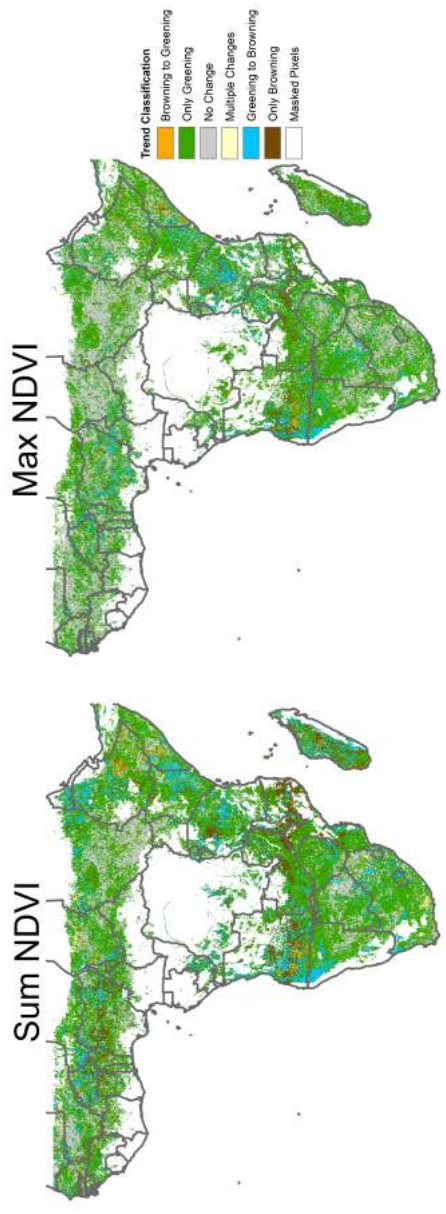 Sum NDVI
Max NDVI
Trend Classification
Browning to Greening
Only Greening
No Change
Multiple Changes
Greening to Browning
Only Browning
Masked Pixels